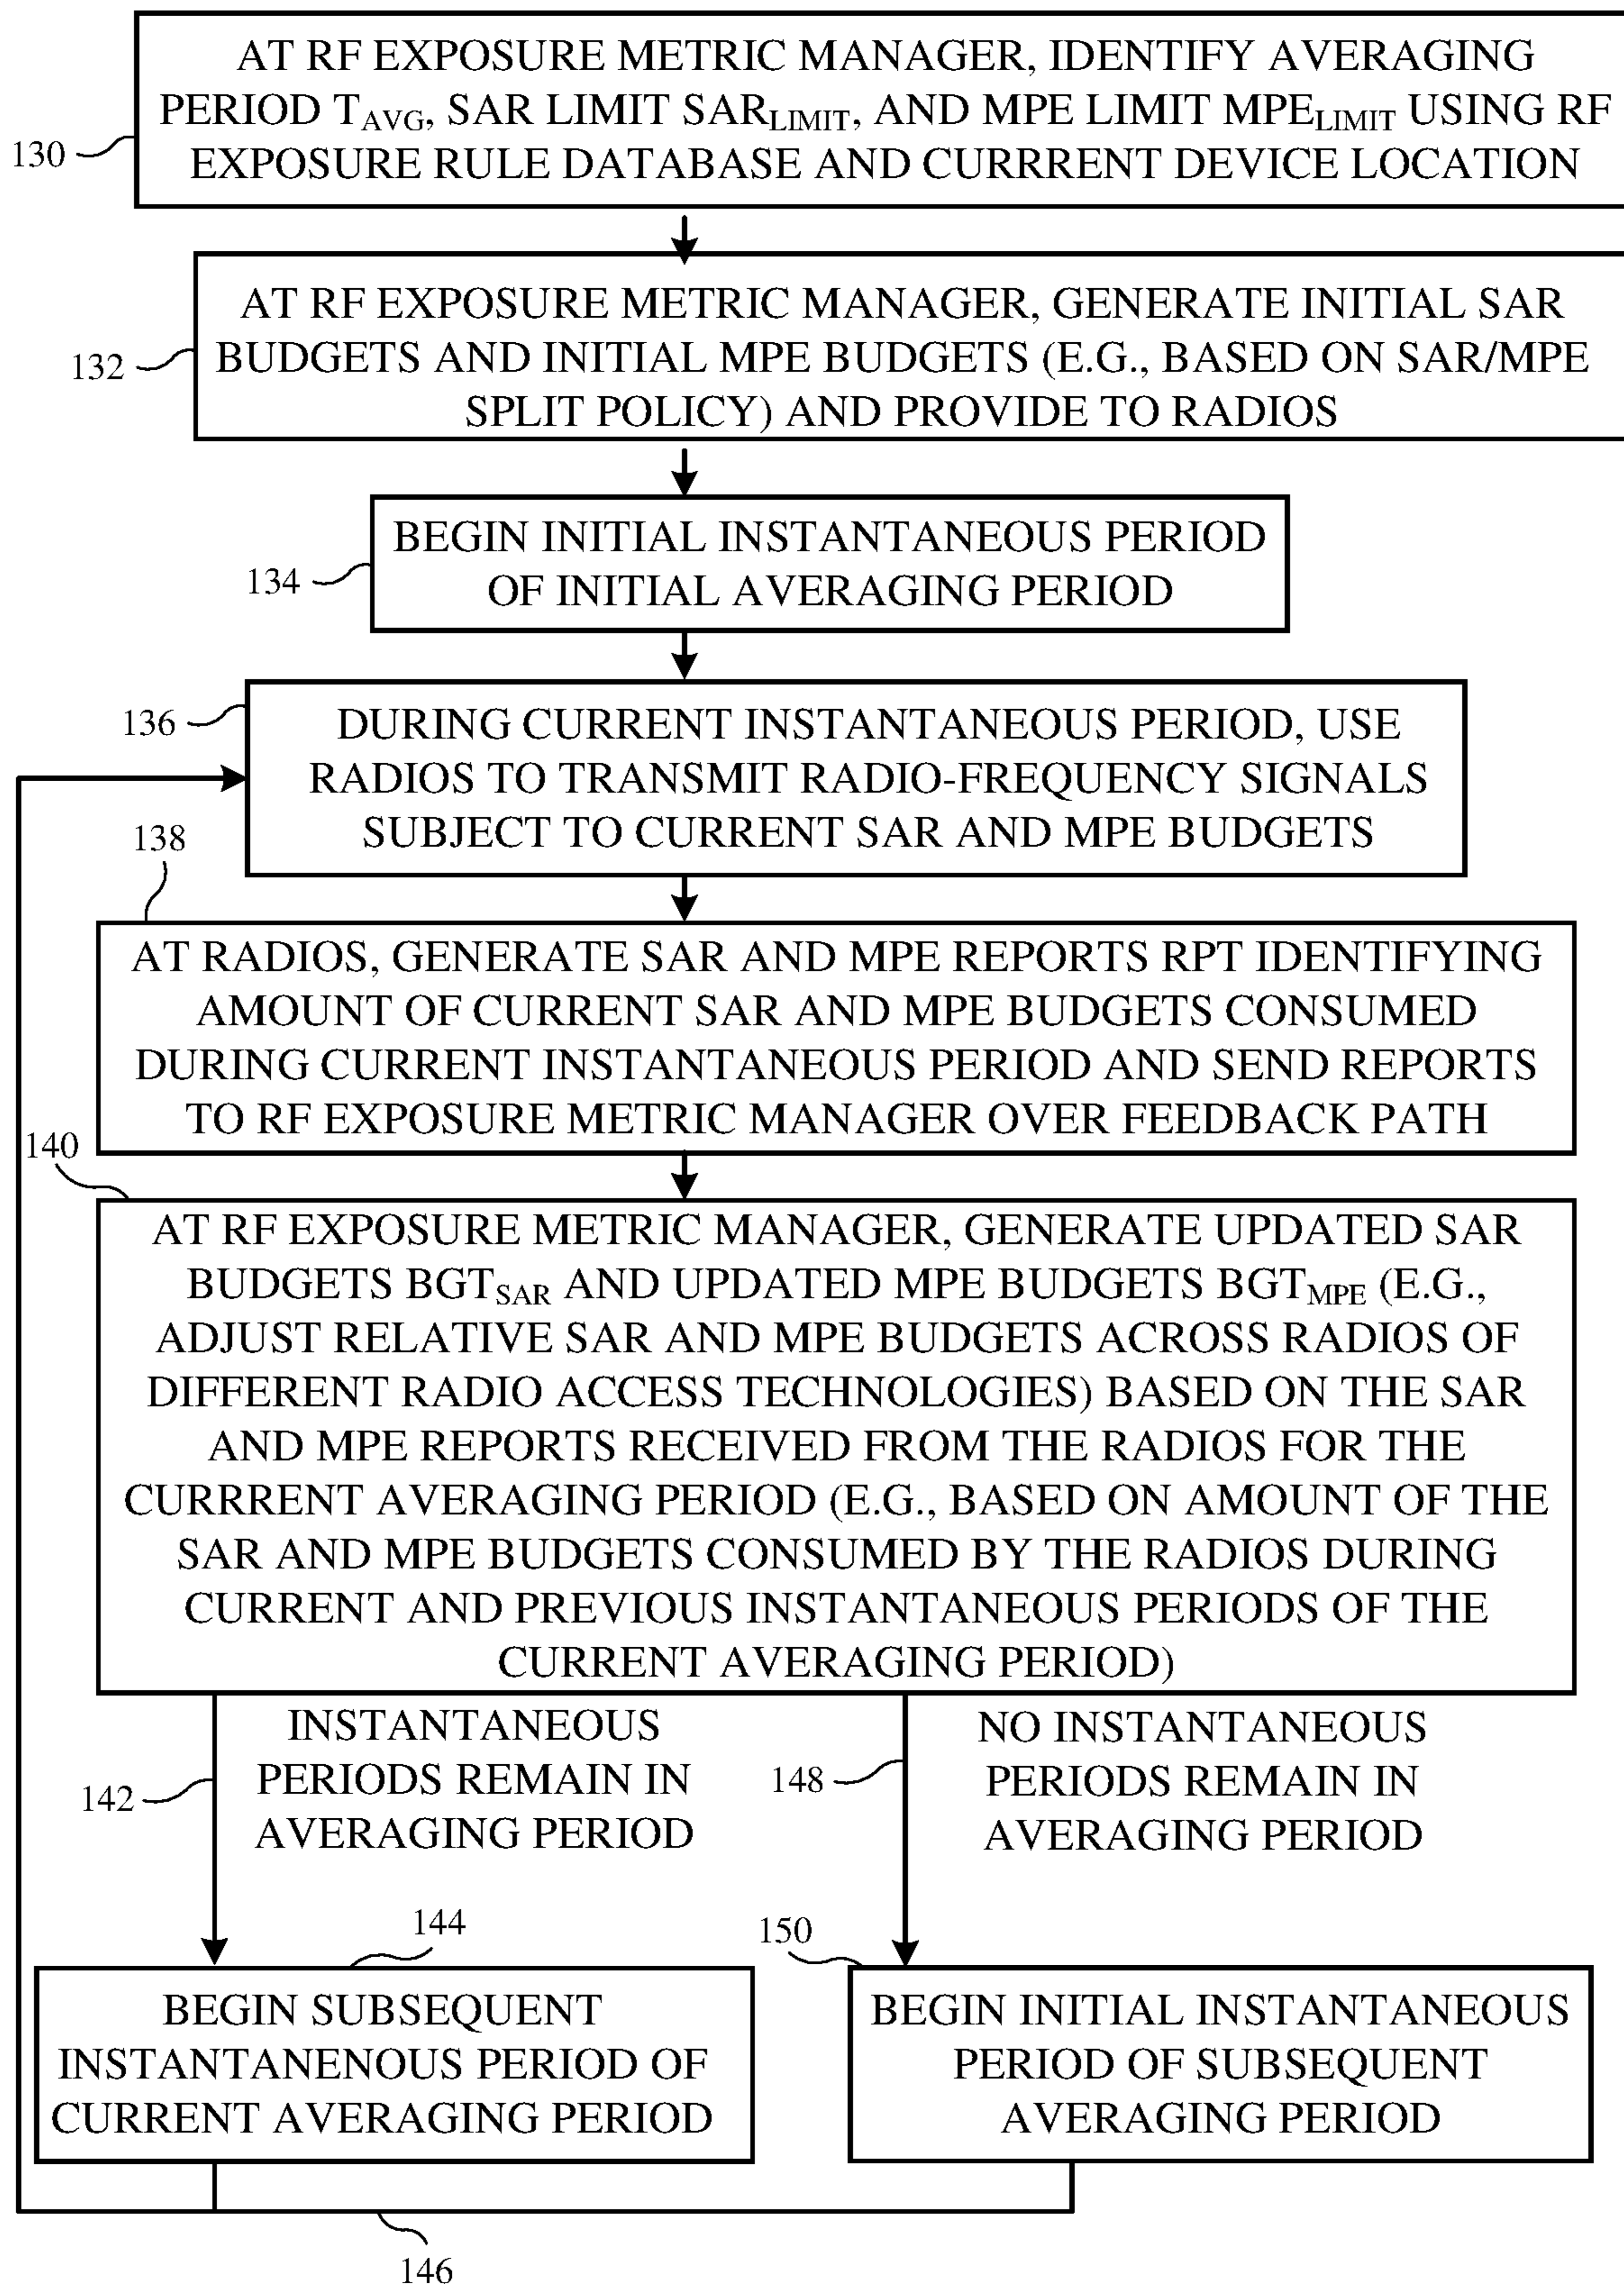 AT RF EXPOSURE METRIC MANAGER, IDENTIFY AVERAGING
PERIOD T_AVG, SAR LIMIT SAR_LIMIT, AND MPE LIMIT MPE_LIMIT USING RF
EXPOSURE RULE DATABASE AND CURRRENT DEVICE LOCATION
130
AT RF EXPOSURE METRIC MANAGER, GENERATE INITIAL SAR
BUDGETS AND INITIAL MPE BUDGETS (E.G., BASED ON SAR/MPE
SPLIT POLICY) AND PROVIDE TO RADIOS
132
BEGIN INITIAL INSTANTANEOUS PERIOD
OF INITIAL AVERAGING PERIOD
134
136
DURING CURRENT INSTANTANEOUS PERIOD, USE
RADIOS TO TRANSMIT RADIO-FREQUENCY SIGNALS
SUBJECT TO CURRENT SAR AND MPE BUDGETS
138
AT RADIOS, GENERATE SAR AND MPE REPORTS RPT IDENTIFYING
AMOUNT OF CURRENT SAR AND MPE BUDGETS CONSUMED
DURING CURRENT INSTANTANEOUS PERIOD AND SEND REPORTS
TO RF EXPOSURE METRIC MANAGER OVER FEEDBACK PATH
140
AT RF EXPOSURE METRIC MANAGER, GENERATE UPDATED SAR
BUDGETS BGT_SAR AND UPDATED MPE BUDGETS BGT_MPE (E.G.,
ADJUST RELATIVE SAR AND MPE BUDGETS ACROSS RADIOS OF
DIFFERENT RADIO ACCESS TECHNOLOGIES) BASED ON THE SAR
AND MPE REPORTS RECEIVED FROM THE RADIOS FOR THE
CURRRENT AVERAGING PERIOD (E.G., BASED ON AMOUNT OF THE
SAR AND MPE BUDGETS CONSUMED BY THE RADIOS DURING
CURRENT AND PREVIOUS INSTANTANEOUS PERIODS OF THE
CURRENT AVERAGING PERIOD)
INSTANTANEOUS
PERIODS REMAIN IN
AVERAGING PERIOD
142
NO INSTANTANEOUS
PERIODS REMAIN IN
AVERAGING PERIOD
148
144
BEGIN SUBSEQUENT
INSTANTANENOUS PERIOD OF
CURRENT AVERAGING PERIOD
150
BEGIN INITIAL INSTANTANEOUS
PERIOD OF SUBSEQUENT
AVERAGING PERIOD
146